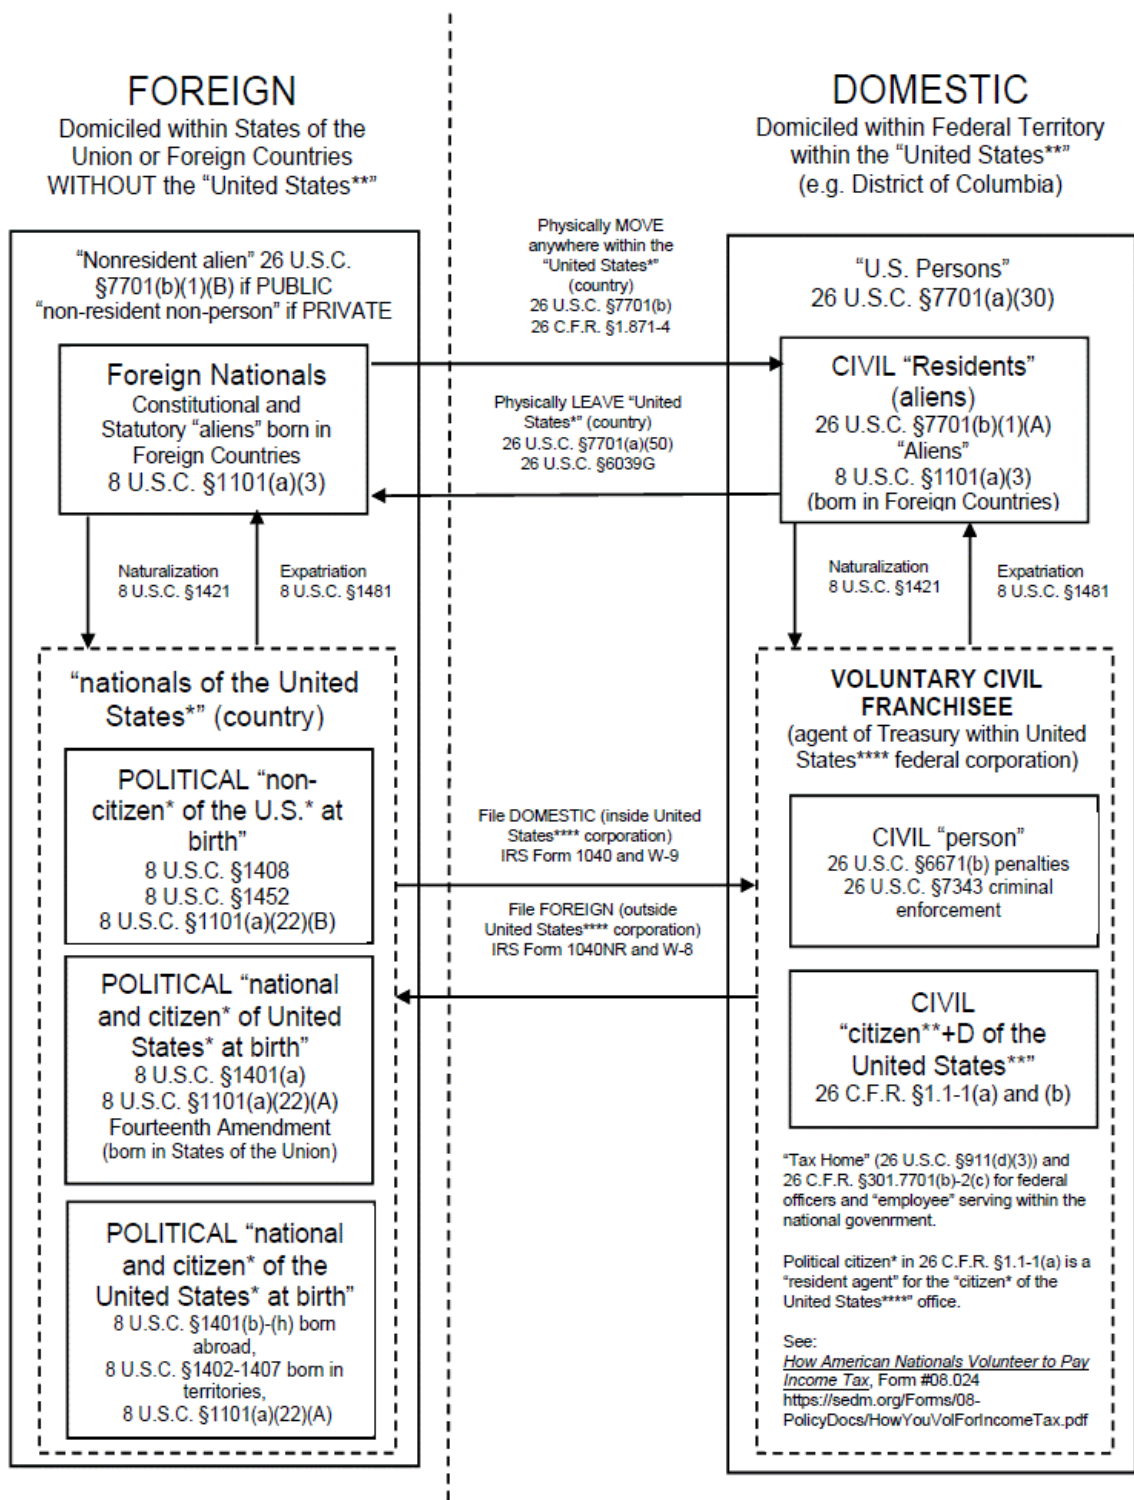 FOREIGN
Domiciled within States of the
Union or Foreign Countries
WITHOUT the “United States**”
DOMESTIC
Domiciled within Federal Territory
within the “United States**”
(e.g. District of Columbia)
“Nonresident alien” 26 U.S.C.
§7701(b)(1)(B) if PUBLIC
“non-resident non-person” if PRIVATE
Foreign Nationals
Constitutional and
Statutory “aliens” born in
Foreign Countries
8 U.S.C. §1101(a)(3)
Physically MOVE
anywhere within the
“United States*”
(country)
26 U.S.C. §7701(b)
26 C.F.R. §1.871-4
Physically LEAVE “United
States*” (country)
26 U.S.C. §7701(a)(50)
26 U.S.C. §6039G
“U.S. Persons”
26 U.S.C. §7701(a)(30)
CIVIL “Residents”
(aliens)
26 U.S.C. §7701(b)(1)(A)
“Aliens”
8 U.S.C. §1101(a)(3)
(born in Foreign Countries)
Naturalization
8 U.S.C. §1421
Expatriation
8 U.S.C. §1481
Naturalization
8 U.S.C. §1421
Expatriation
8 U.S.C. §1481
“nationals of the United
States*” (country)
POLITICAL “non-
citizen* of the U.S.* at
birth”
8 U.S.C. §1408
8 U.S.C. §1452
8 U.S.C. §1101(a)(22)(B)
POLITICAL “national
and citizen* of United
States* at birth”
8 U.S.C. §1401(a)
8 U.S.C. §1101(a)(22)(A)
Fourteenth Amendment
(born in States of the Union)
POLITICAL “national
and citizen* of the
United States* at birth”
8 U.S.C. §1401(b)-(h) born
abroad,
8 U.S.C. §1402-1407 born in
territories,
8 U.S.C. §1101(a)(22)(A)
File DOMESTIC (inside United
States**** corporation)
IRS Form 1040 and W-9
File FOREIGN (outside
United States**** corporation)
IRS Form 1040NR and W-8
VOLUNTARY CIVIL
FRANCHISEE
(agent of Treasury within United
States**** federal corporation)
CIVIL “person”
26 U.S.C. §6671(b) penalties
26 U.S.C. §7343 criminal
enforcement
CIVIL
“citizen**+D of the
United States**”
26 C.F.R. §1.1-1(a) and (b)
“Tax Home” (26 U.S.C. §911(d)(3)) and
26 C.F.R. §301.7701(b)-2(c) for federal
officers and “employee” serving within the
national govenrment.
Political citizen* in 26 C.F.R. §1.1-1(a) is a
“resident agent” for the “citizen* of the
United States****” office.
See:
How American Nationals Volunteer to Pay
Income Tax, Form #08.024
https://sedm.org/Forms/08-
PolicyDocs/HowYouVolForIncomeTax.pdf